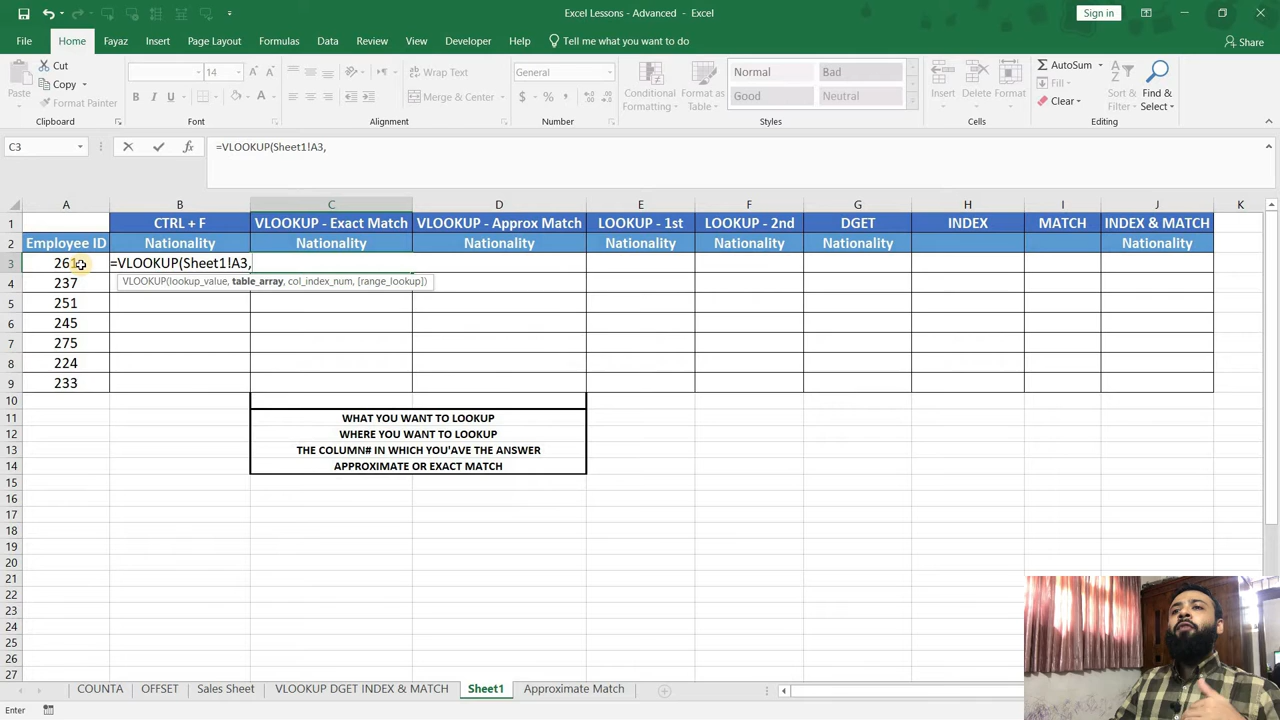 Excel Lessons - Advanced - Excel
Sign in
File Home Fayaz Insert Page Layout Formulas Data Review View Developer Help Tell me what you want to do Share
Paste
Cut
Copy
Format Painter
Clipboard
14
Font
Wrap Text
Merge & Center
Alignment
General
Number
Conditional Formatting
Format as Table
Normal Bad
Good Neutral
Styles
Insert Delete Format
Cells
AutoSum
Fill
Clear
Sort & Filter
Find & Select
Editing
C3 =VLOOKUP(Sheet1!A3,
A B C D E F G H I J K
1 CTRL + F VLOOKUP - Exact Match VLOOKUP - Approx Match LOOKUP - 1st LOOKUP - 2nd DGET INDEX MATCH INDEX & MATCH
2 Employee ID Nationality Nationality Nationality Nationality Nationality Nationality Nationality
3 261 =VLOOKUP(Sheet1!A3,
VLOOKUP(lookup_value, table_array, col_index_num, [range_lookup])
4 237
5 251
6 245
7 275
8 224
9 233
10
11 WHAT YOU WANT TO LOOKUP
12 WHERE YOU WANT TO LOOKUP
13 THE COLUMN# IN WHICH YOU'AVE THE ANSWER
14 APPROXIMATE OR EXACT MATCH
15
16
17
18
19
20
21
22
23
24
25
26
27
COUNTA OFFSET Sales Sheet VLOOKUP DGET INDEX & MATCH Sheet1 Approximate Match
Enter